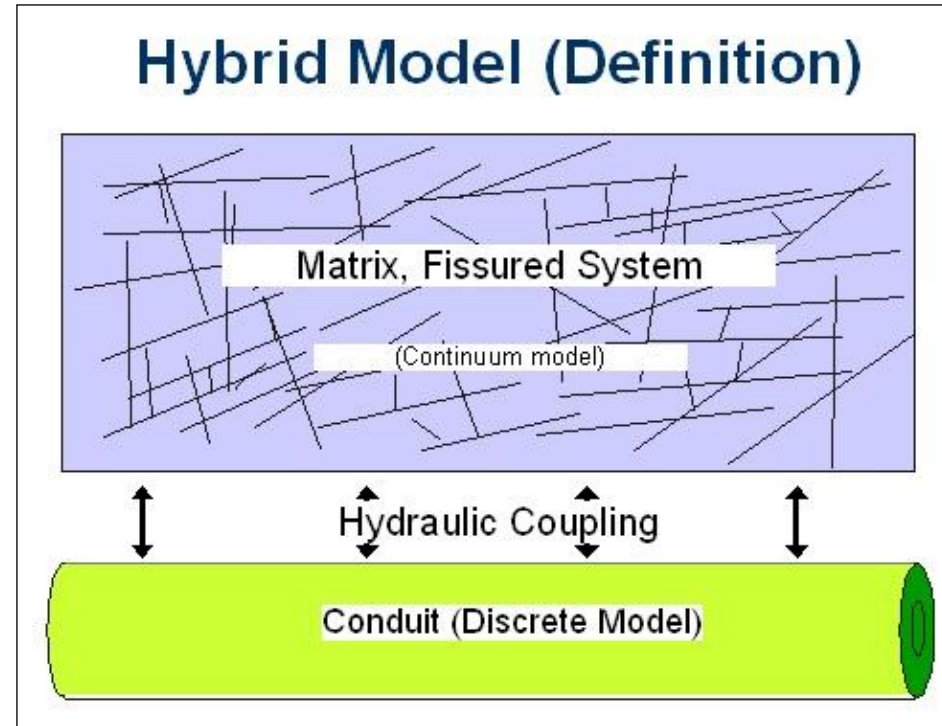 Hybrid Model (Definition)
Matrix, Fissured System
(Continuum model)
Hydraulic Coupling
Conduit (Discrete Model)